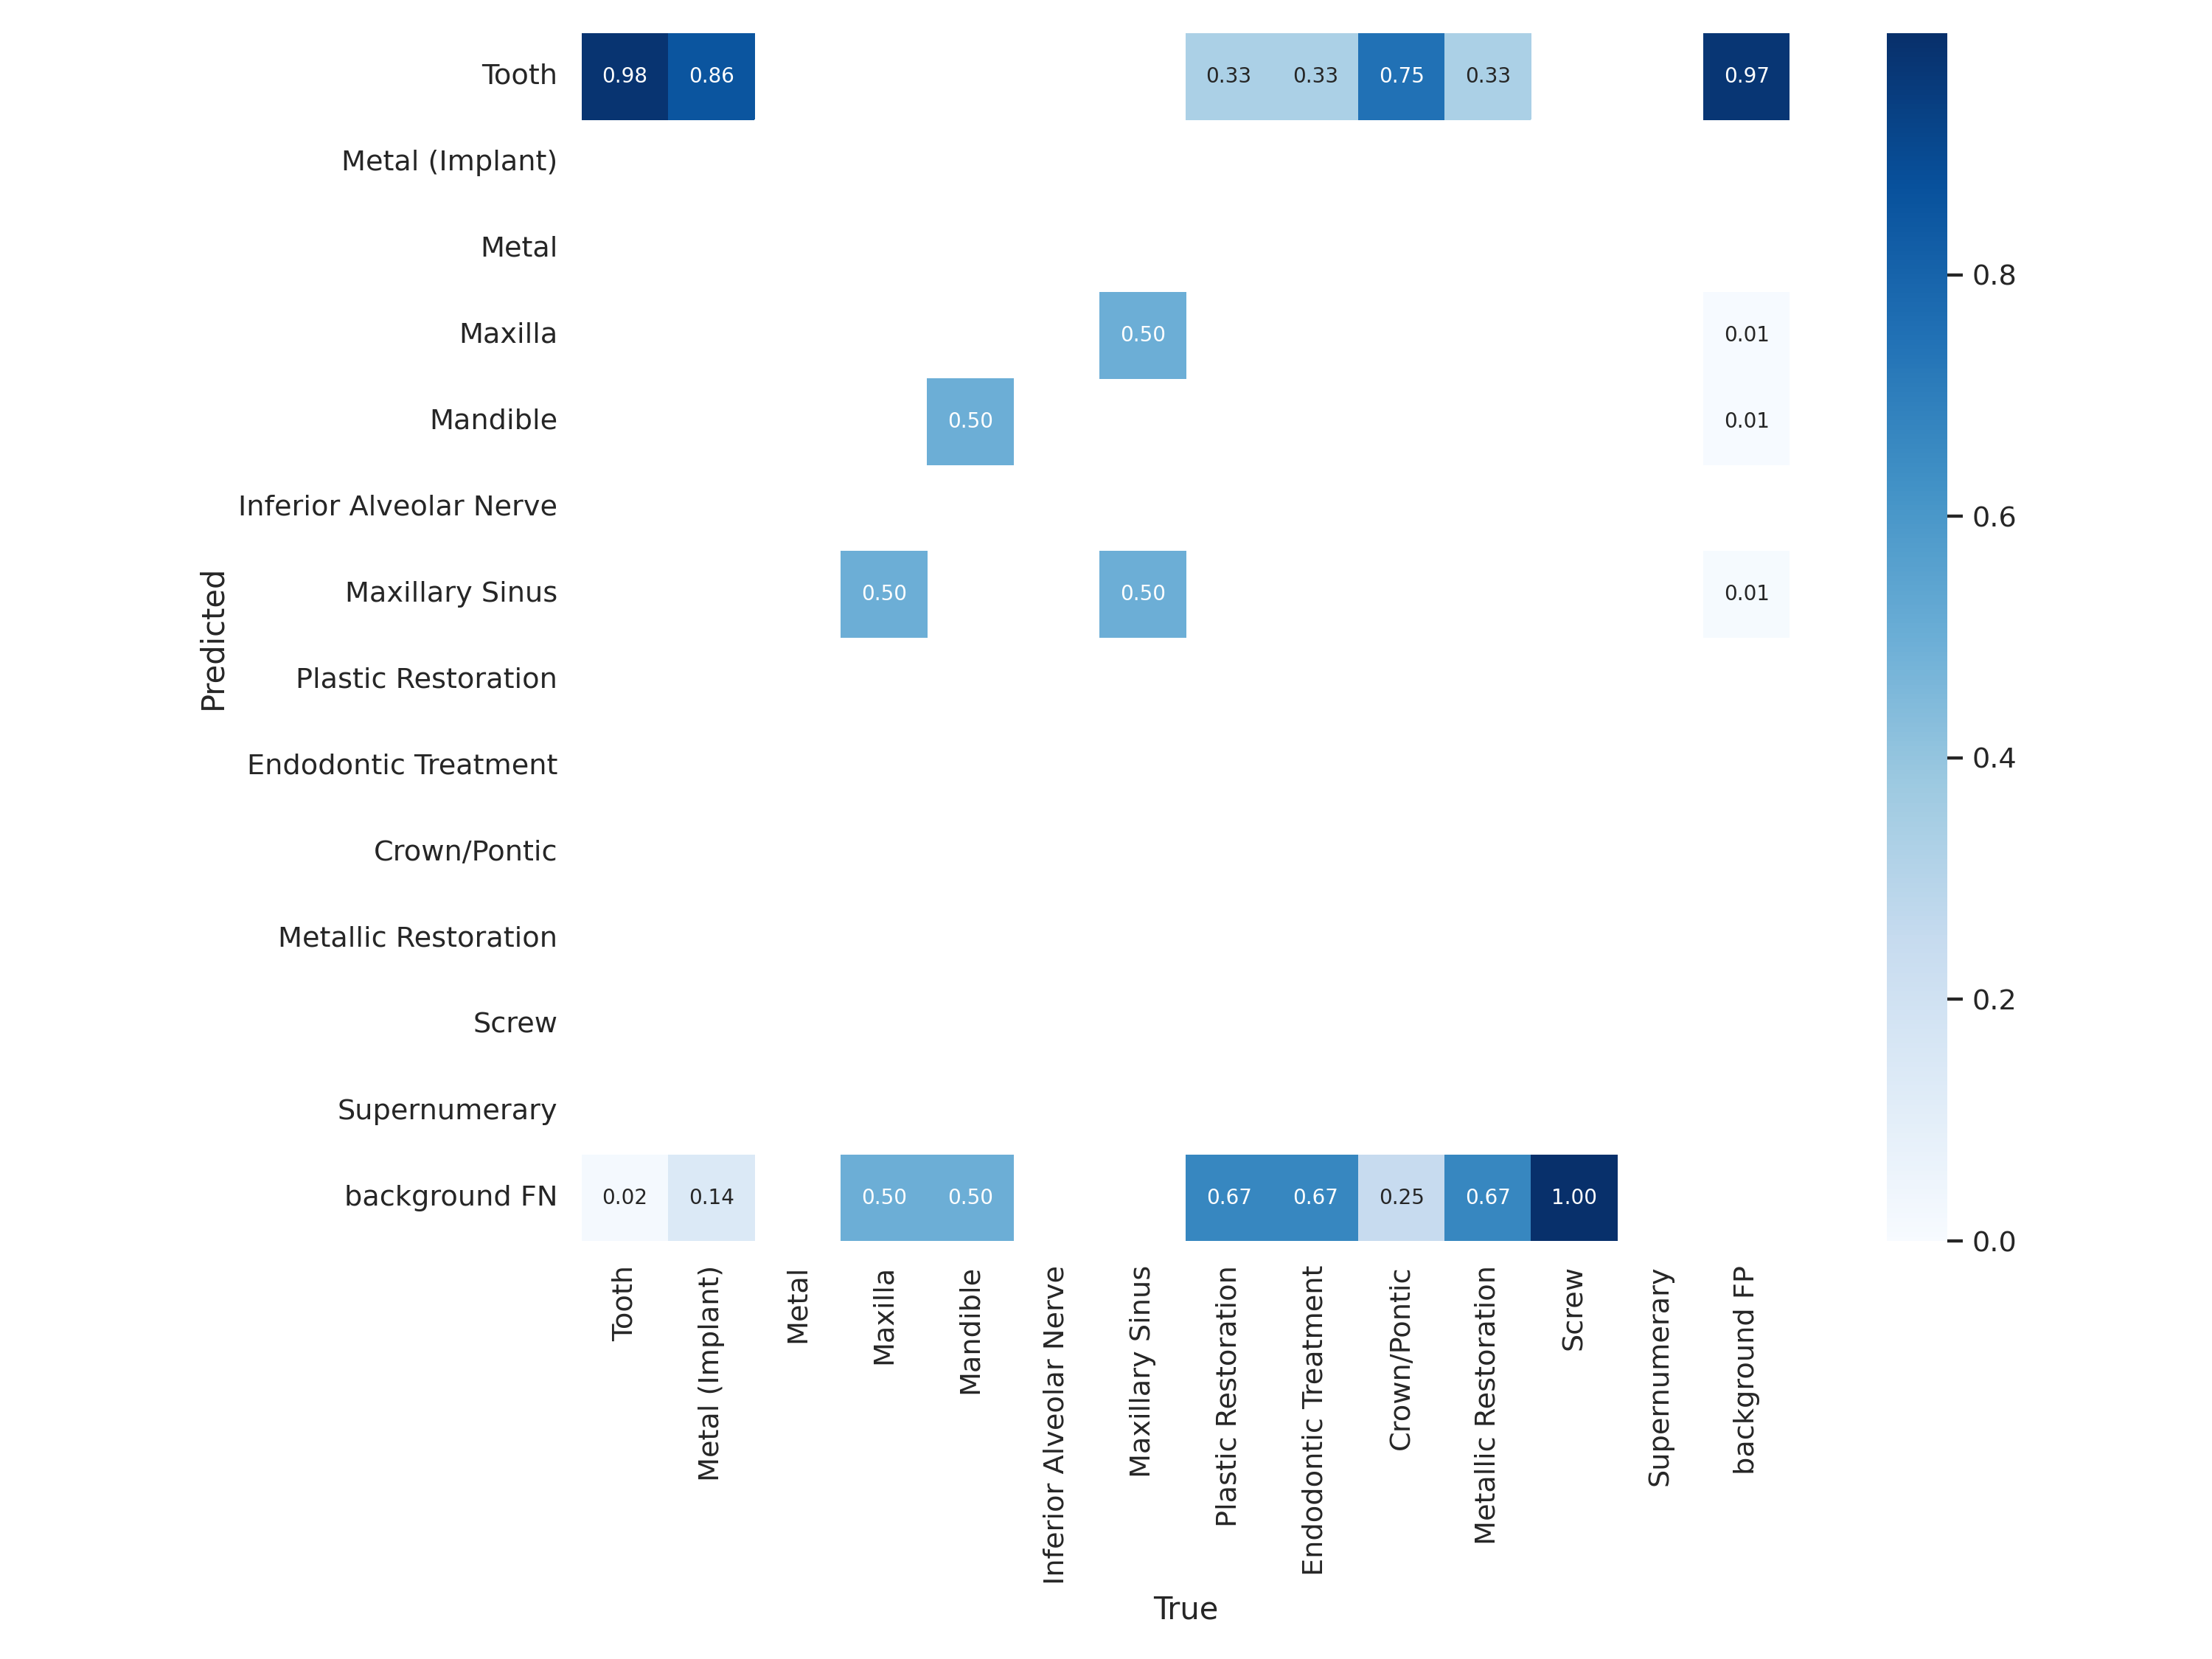 Tooth 0.98 0.86 0.33 0.33 0.75 0.33 0.97
Metal (Implant)
Metal
Maxilla 0.50 0.01
Mandible 0.50 0.01
Inferior Alveolar Nerve
Maxillary Sinus 0.50 0.50 0.01
Plastic Restoration
Endodontic Treatment
Crown/Pontic
Metallic Restoration
Screw
Supernumerary
background FN 0.02 0.14 0.50 0.50 0.67 0.67 0.25 0.67 1.00
Predicted
Tooth
Metal (Implant)
Metal
Maxilla
Mandible
Inferior Alveolar Nerve
Maxillary Sinus
Plastic Restoration
Endodontic Treatment
Crown/Pontic
Metallic Restoration
Screw
Supernumerary
background FP
True
0.8
0.6
0.4
0.2
0.0